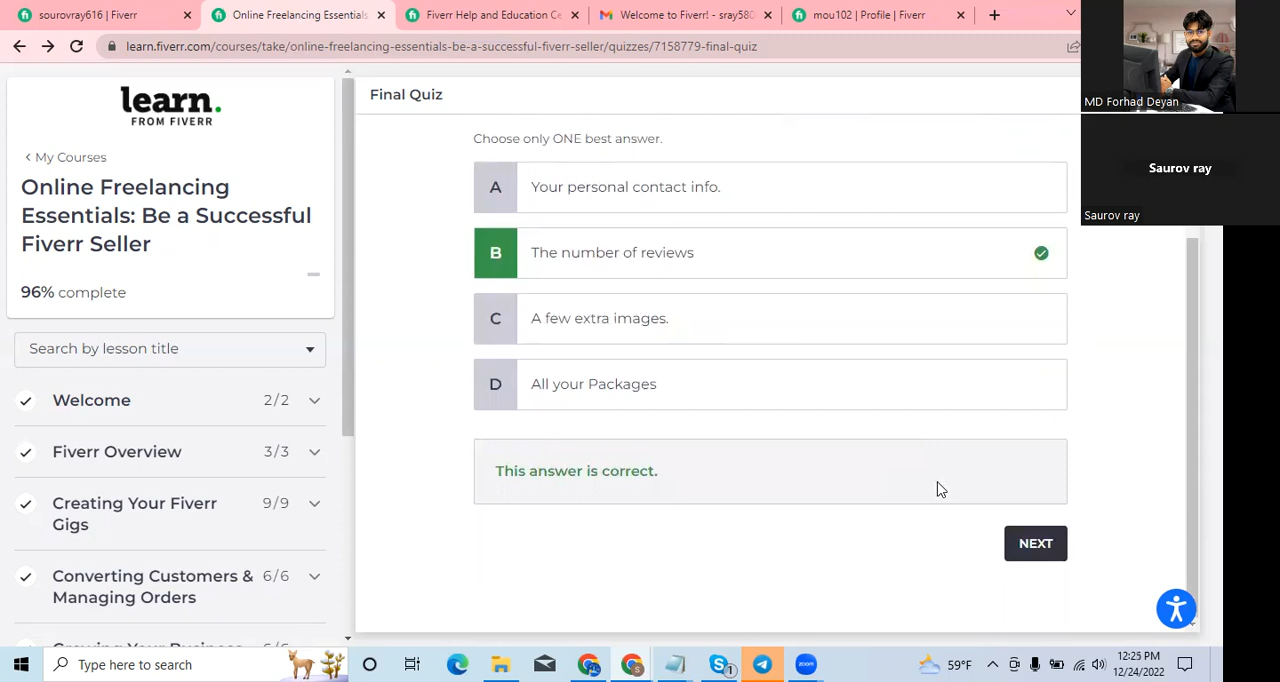 sourovray616 | Fiverr
Online Freelancing Essentials
Fiverr Help and Education Ce
Welcome to Fiverr! - sray580
mou102 | Profile | Fiverr
learn.fiverr.com/courses/take/online-freelancing-essentials-be-a-successful-fiverr-seller/quizzes/7158779-final-quiz
MD Forhad Deyan
Saurov ray
Saurov ray
learn.
FROM FIVERR
< My Courses
Online Freelancing
Essentials: Be a Successful
Fiverr Seller
96% complete
Search by lesson title
Welcome 2/2
Fiverr Overview 3/3
Creating Your Fiverr 9/9
Gigs
Converting Customers & 6/6
Managing Orders
Final Quiz
Choose only ONE best answer.
A Your personal contact info.
B The number of reviews
C A few extra images.
D All your Packages
This answer is correct.
NEXT
Type here to search
zoom
59°F
12:25 PM
12/24/2022